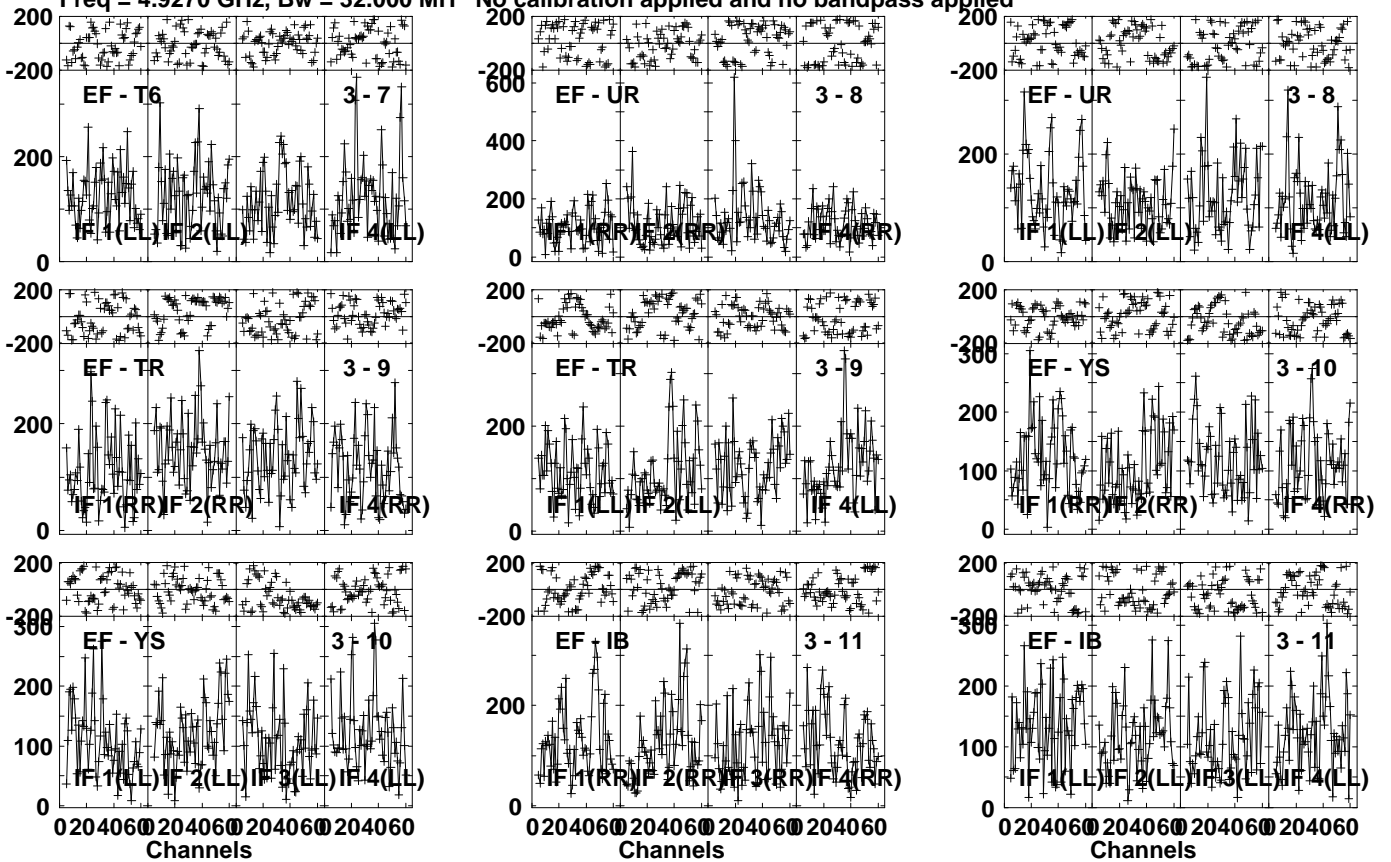 Freq = 4.9270 GHz, Bw = 32.000 MH No calibration applied and no bandpass applied
200
-200
EF - T6 3 - 7
200
0
IF 1(LL) IF 2(LL) IF 4(LL)
200
-200
600
EF - UR 3 - 8
400
200
0
IF 1(RR) IF 2(RR) IF 4(RR)
200
-200
EF - UR 3 - 8
200
0
IF 1(LL) IF 2(LL) IF 4(LL)
200
-200
EF - TR 3 - 9
200
0
IF 1(RR) IF 2(RR) IF 4(RR)
200
-200
EF - TR 3 - 9
200
0
IF 1(LL) IF 2(LL) IF 4(LL)
200
-200
300
EF - YS 3 - 10
200
100
0
IF 1(RR) IF 2(RR) IF 4(RR)
200
-200
300
EF - YS 3 - 10
200
100
0
IF 1(LL) IF 2(LL) IF 3(LL) IF 4(LL)
0 20 40 60 0 20 40 60 0 20 40 60 0 20 40 60
Channels
200
-200
EF - IB 3 - 11
200
0
IF 1(RR) IF 2(RR) IF 3(RR) IF 4(RR)
0 20 40 60 0 20 40 60 0 20 40 60 0 20 40 60
Channels
200
-200
300
EF - IB 3 - 11
200
100
0
IF 1(LL) IF 2(LL) IF 3(LL) IF 4(LL)
0 20 40 60 0 20 40 60 0 20 40 60 0 20 40 60
Channels